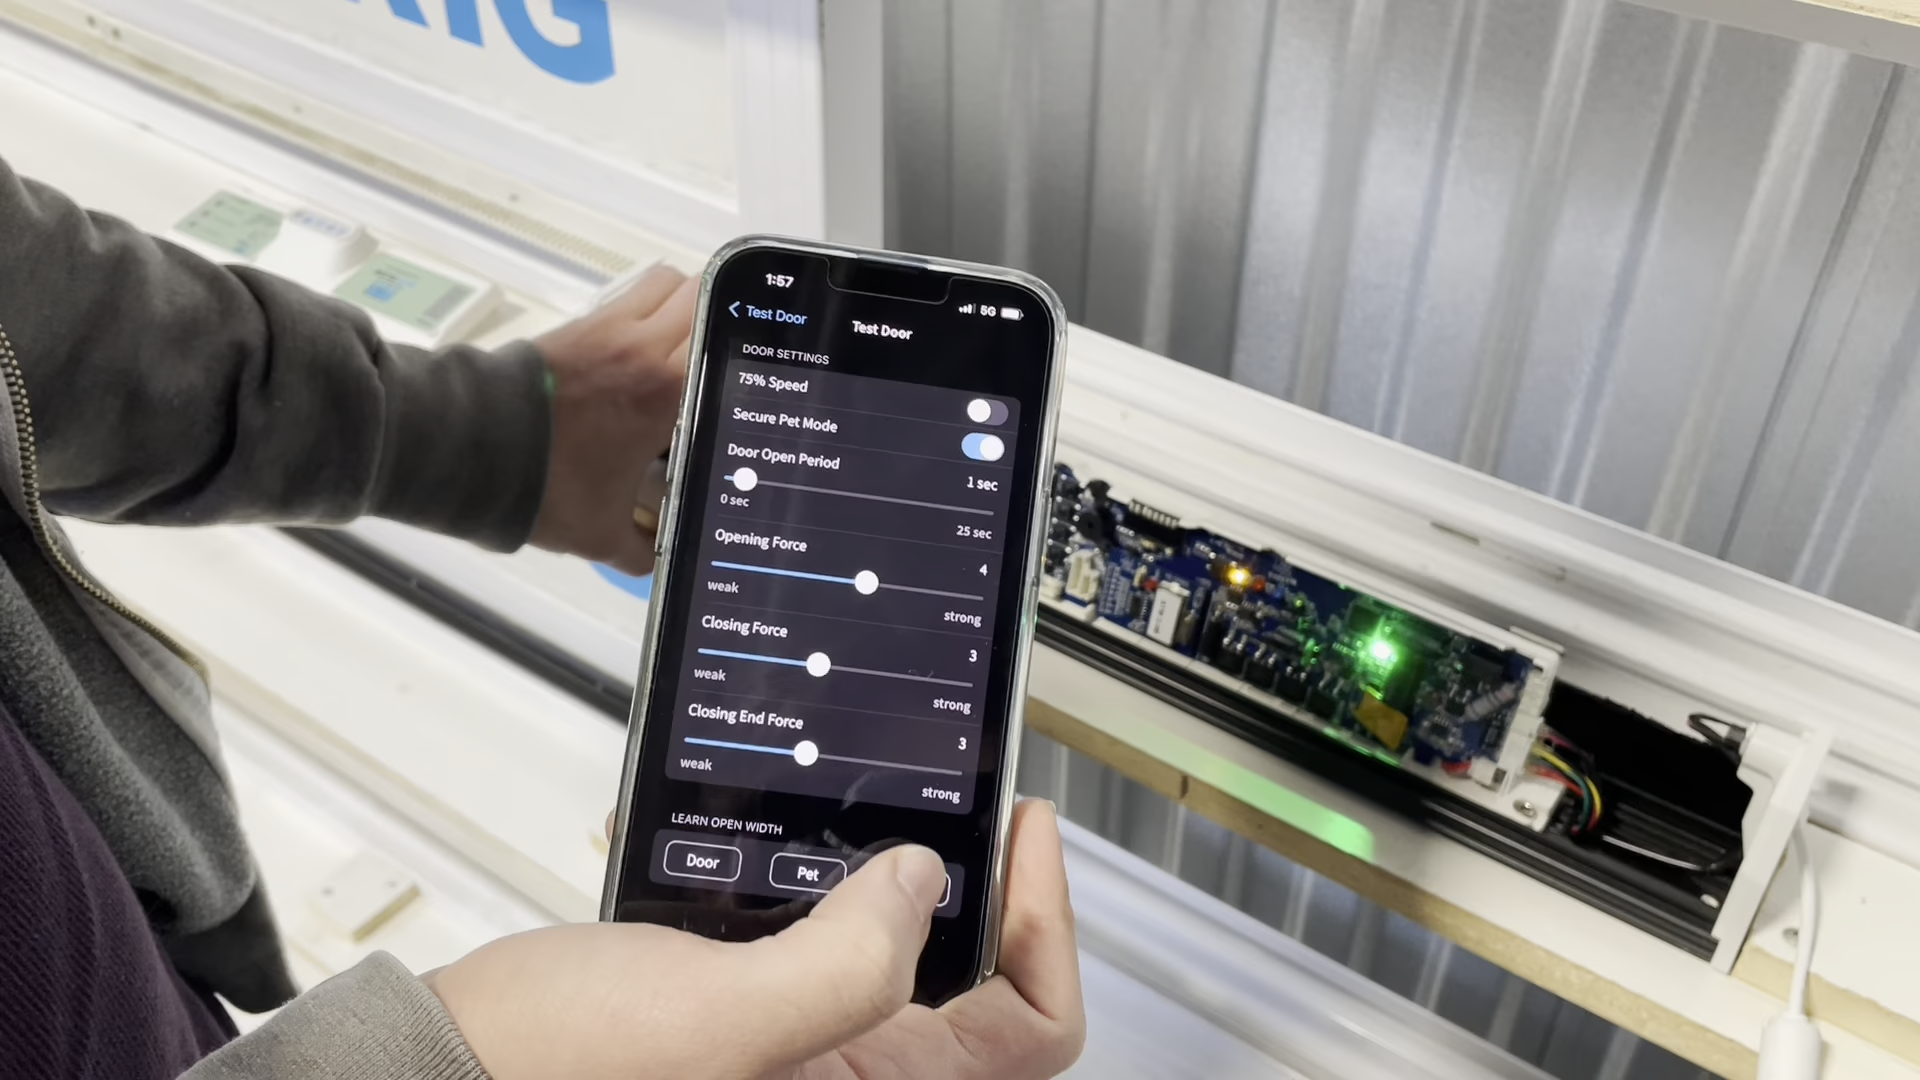 RIG
1:57
5G
Test Door
Test Door
DOOR SETTINGS
75% Speed
Secure Pet Mode
Door Open Period
1 sec
0 sec
25 sec
Opening Force
4
weak
strong
Closing Force
3
weak
strong
Closing End Force
3
weak
strong
LEARN OPEN WIDTH
Door
Pet